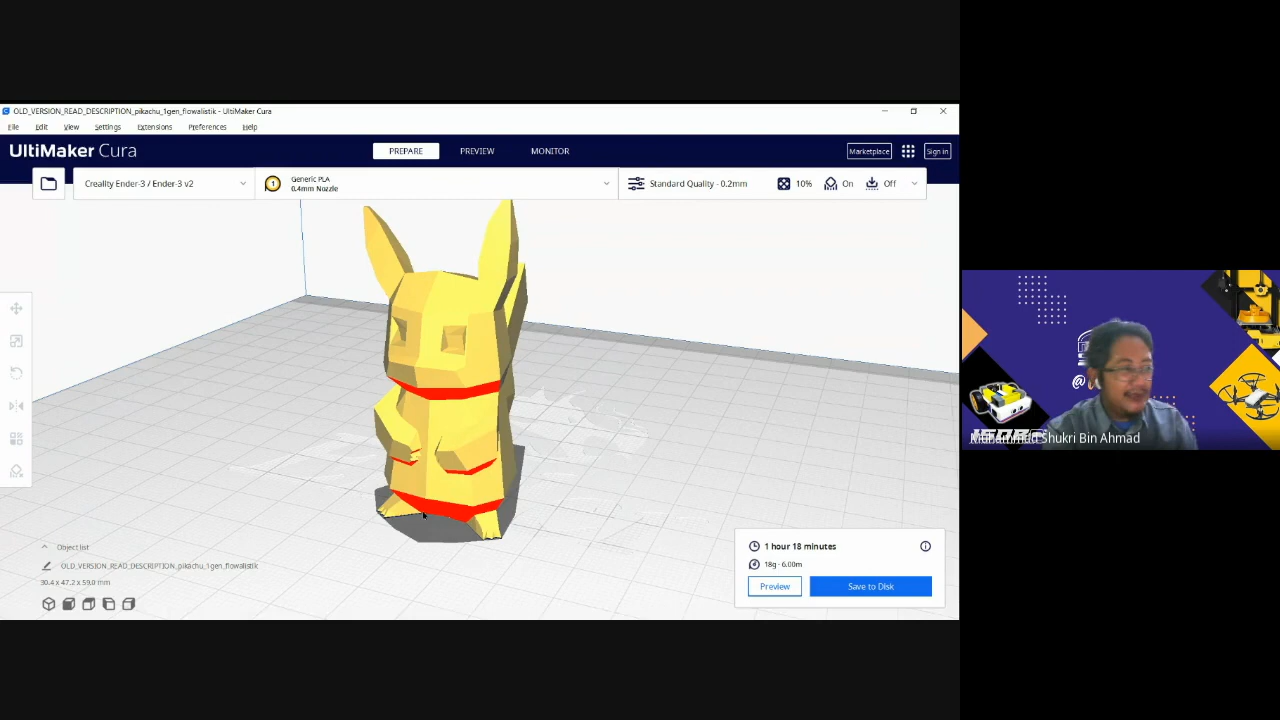 OLD_VERSION_READ_DESCRIPTION_pikachu_1gen_flowalistik - UltiMaker Cura
File Edit View Settings Extensions Preferences Help
UltiMaker Cura
PREPARE PREVIEW MONITOR
Marketplace Sign in
Creality Ender-3 / Ender-3 v2
1 Generic PLA
0.4mm Nozzle
Standard Quality - 0.2mm 10% On Off
Muhammad Shukri Bin Ahmad
Object list
OLD_VERSION_READ_DESCRIPTION_pikachu_1gen_flowalistik
30.4 x 47.2 x 59.0 mm
1 hour 18 minutes
18g · 6.00m
Preview Save to Disk